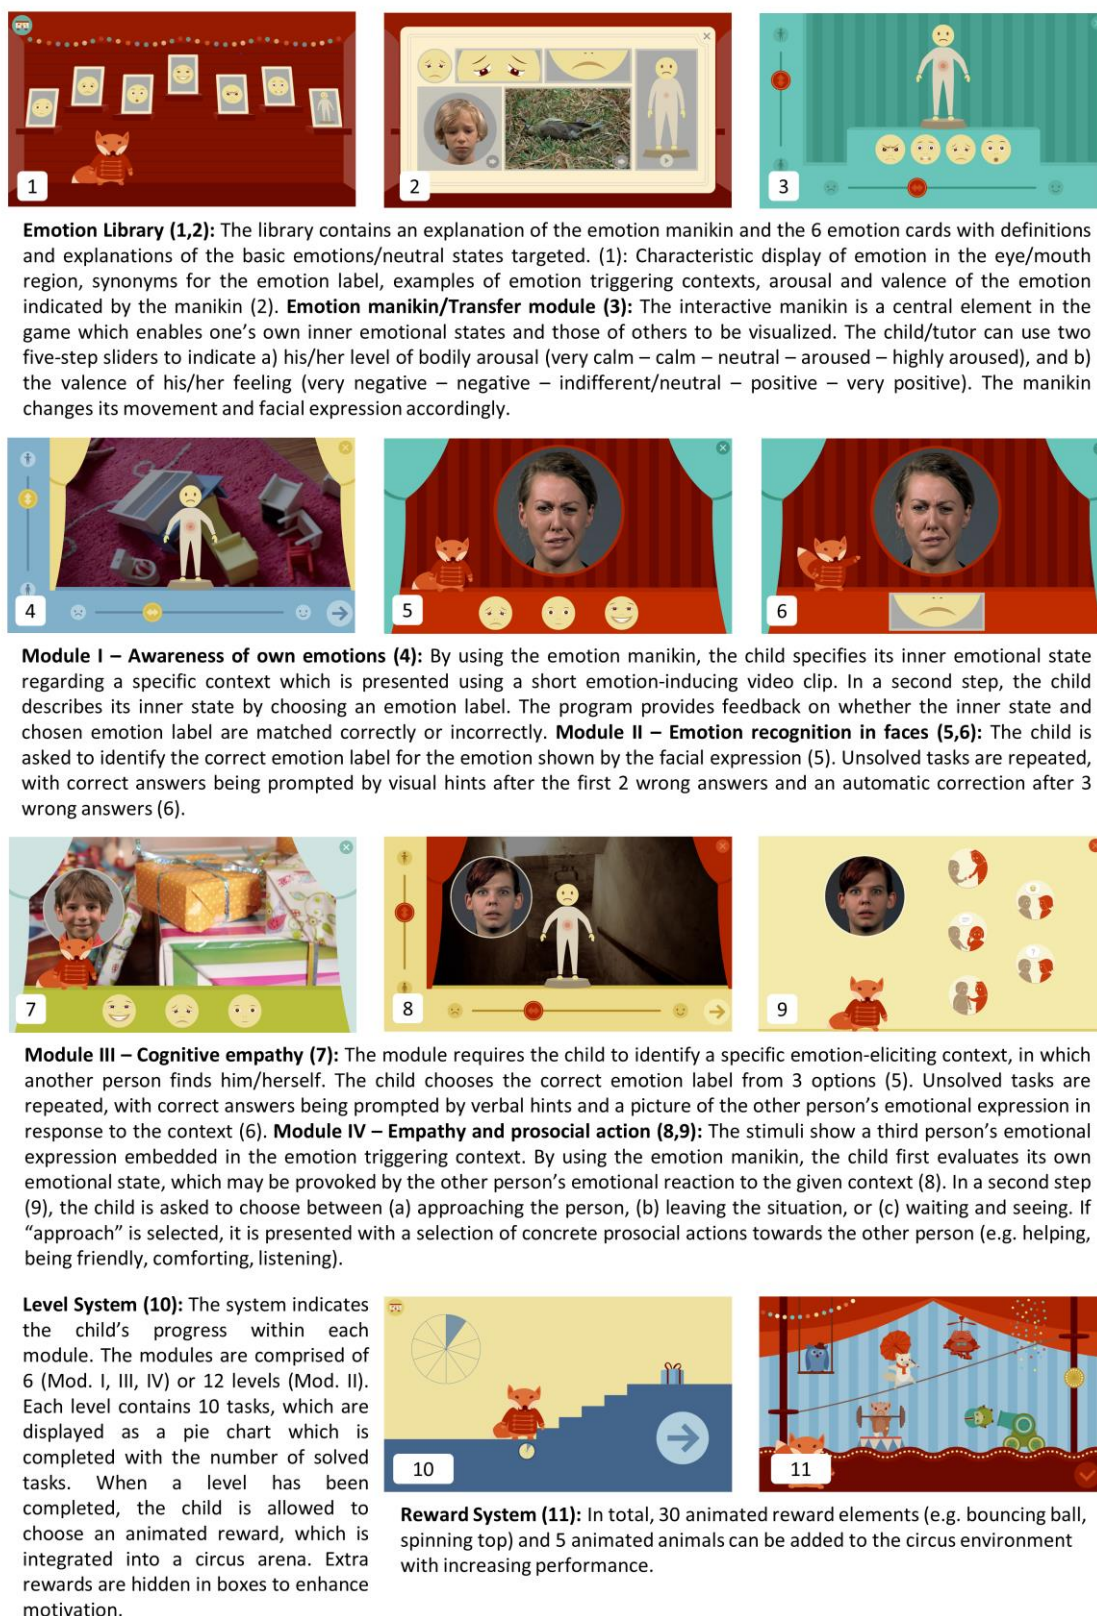 1
2
3
Emotion Library (1,2): The library contains an explanation of the emotion manikin and the 6 emotion cards with definitions
and explanations of the basic emotions/neutral states targeted. (1): Characteristic display of emotion in the eye/mouth
region, synonyms for the emotion label, examples of emotion triggering contexts, arousal and valence of the emotion
indicated by the manikin (2). Emotion manikin/Transfer module (3): The interactive manikin is a central element in the
game which enables one's own inner emotional states and those of others to be visualized. The child/tutor can use two
five-step sliders to indicate a) his/her level of bodily arousal (very calm – calm – neutral – aroused – highly aroused), and b)
the valence of his/her feeling (very negative – negative – indifferent/neutral – positive – very positive). The manikin
changes its movement and facial expression accordingly.
4
5
6
Module I – Awareness of own emotions (4): By using the emotion manikin, the child specifies its inner emotional state
regarding a specific context which is presented using a short emotion-inducing video clip. In a second step, the child
describes its inner state by choosing an emotion label. The program provides feedback on whether the inner state and
chosen emotion label are matched correctly or incorrectly. Module II – Emotion recognition in faces (5,6): The child is
asked to identify the correct emotion label for the emotion shown by the facial expression (5). Unsolved tasks are repeated,
with correct answers being prompted by visual hints after the first 2 wrong answers and an automatic correction after 3
wrong answers (6).
7
8
9
Module III – Cognitive empathy (7): The module requires the child to identify a specific emotion-eliciting context, in which
another person finds him/herself. The child chooses the correct emotion label from 3 options (5). Unsolved tasks are
repeated, with correct answers being prompted by verbal hints and a picture of the other person's emotional expression in
response to the context (6). Module IV – Empathy and prosocial action (8,9): The stimuli show a third person's emotional
expression embedded in the emotion triggering context. By using the emotion manikin, the child first evaluates its own
emotional state, which may be provoked by the other person's emotional reaction to the given context (8). In a second step
(9), the child is asked to choose between (a) approaching the person, (b) leaving the situation, or (c) waiting and seeing. If
"approach" is selected, it is presented with a selection of concrete prosocial actions towards the other person (e.g. helping,
being friendly, comforting, listening).
Level System (10): The system indicates
the child's progress within each
module. The modules are comprised of
6 (Mod. I, III, IV) or 12 levels (Mod. II).
Each level contains 10 tasks, which are
displayed as a pie chart which is
completed with the number of solved
tasks. When a level has been
completed, the child is allowed to
choose an animated reward, which is
integrated into a circus arena. Extra
rewards are hidden in boxes to enhance
motivation.
10
11
Reward System (11): In total, 30 animated reward elements (e.g. bouncing ball,
spinning top) and 5 animated animals can be added to the circus environment
with increasing performance.